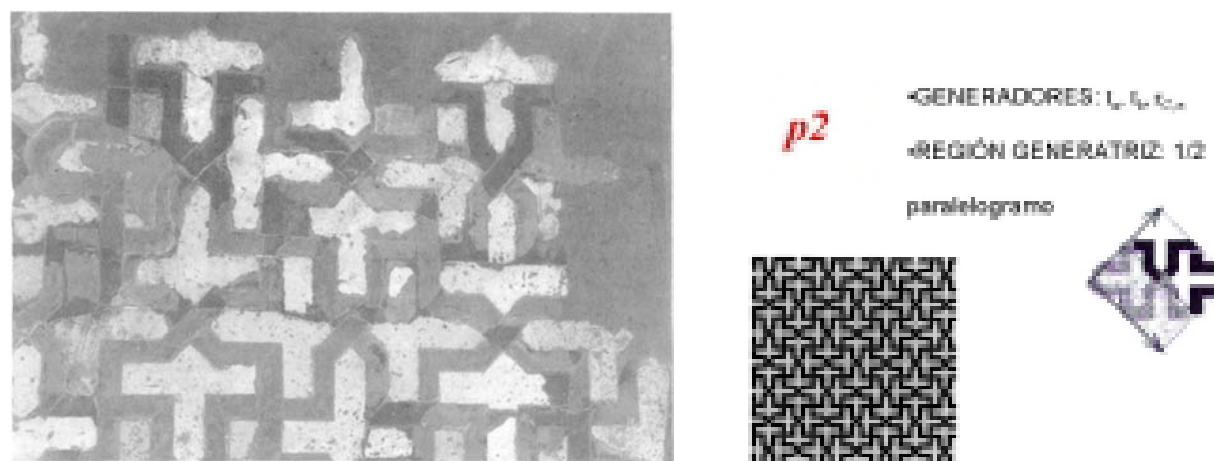 p2
•GENERADORES:
•REGIÓN GENERATRIZ: 1/2
paralelogramo